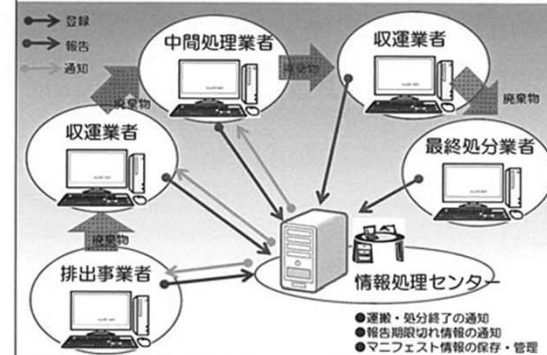 登録
報告
通知
中間処理業者
収運業者
廃棄物
廃棄物
廃棄物
収運業者
最終処分業者
廃棄物
排出事業者
情報処理センター
●運搬・処分終了の通知
●報告期限切れ情報の通知
●マニフェスト情報の保存・管理